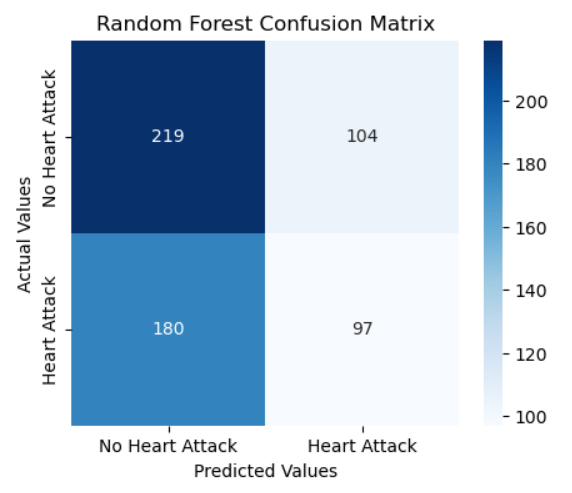 Random Forest Confusion Matrix
Actual Values
No Heart Attack
Heart Attack
219 104
180 97
No Heart Attack Heart Attack
Predicted Values
200
180
160
140
120
100